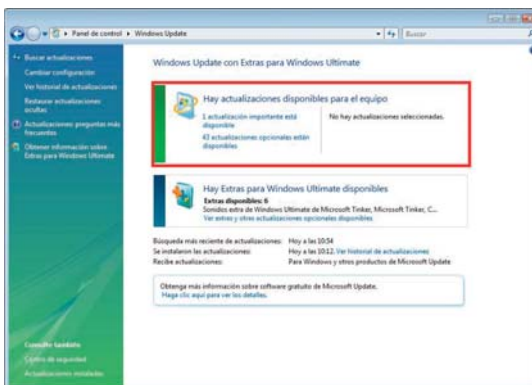 Panel de control ▸ Windows Update
Buscar
Buscar actualizaciones
Cambiar configuración
Ver historial de actualizaciones
Restaurar actualizaciones
ocultas
Actualizaciones: preguntas más
frecuentes
Obtener información sobre
Extras para Windows Ultimate
Windows Update con Extras para Windows Ultimate
Hay actualizaciones disponibles para el equipo
1 actualización importante está
disponible
43 actualizaciones opcionales están
disponibles
No hay actualizaciones seleccionadas.
Hay Extras para Windows Ultimate disponibles
Extras disponibles: 6
Sonidos extra de Windows Ultimate de Microsoft Tinker, Microsoft Tinker, C...
Ver extras y otras actualizaciones opcionales disponibles
Búsqueda más reciente de actualizaciones: Hoy a las 10:54
Se instalaron las actualizaciones: Hoy a las 10:12. Ver historial de actualizaciones
Recibe actualizaciones: Para Windows y otros productos de Microsoft Update
Obtenga más información sobre software gratuito de Microsoft Update.
Haga clic aquí para ver los detalles.
Consulte también
Centro de seguridad
Actualizaciones instaladas